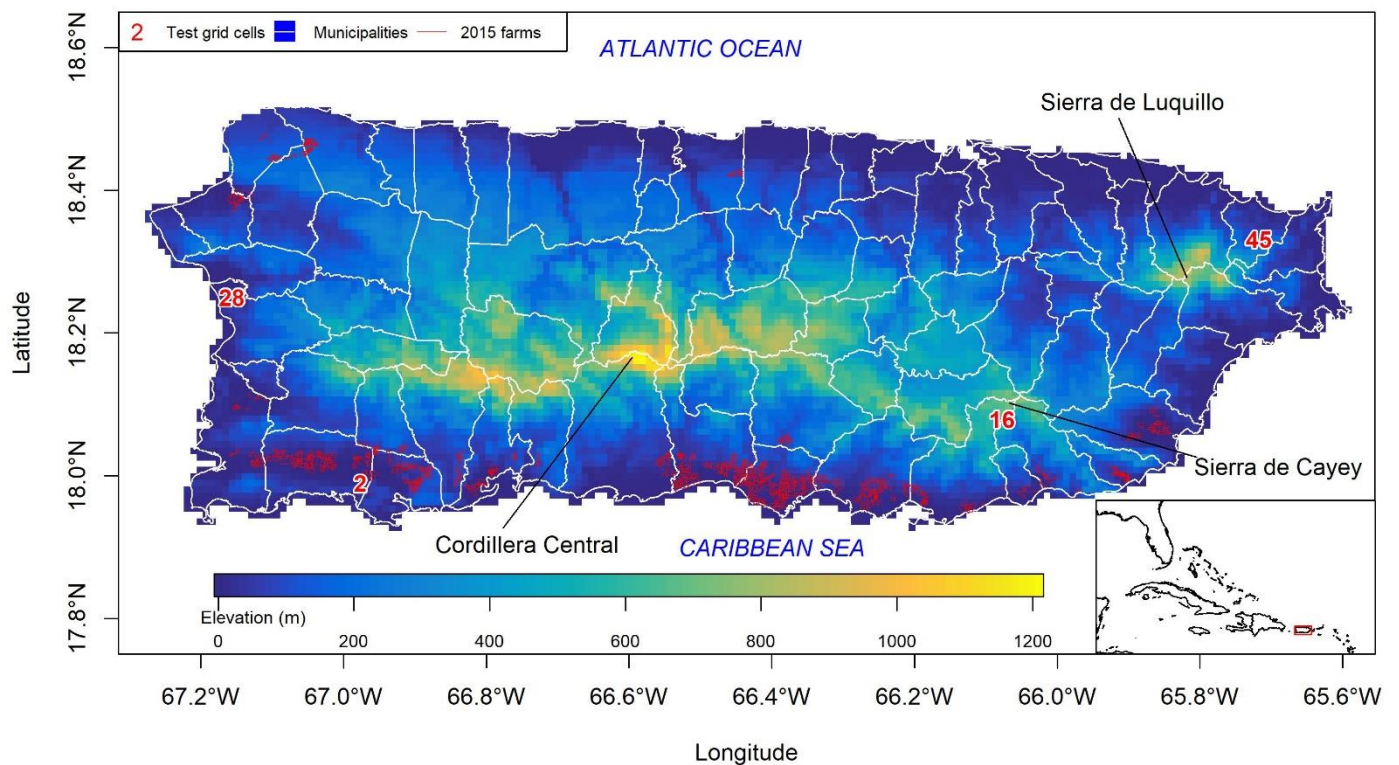 2 Test grid cells Municipalities 2015 farms
ATLANTIC OCEAN
Sierra de Luquillo
45
28
16
Sierra de Cayey
2
Cordillera Central
CARIBBEAN SEA
Elevation (m)
0 200 400 600 800 1000 1200
18.6°N
18.4°N
18.2°N
18.0°N
17.8°N
Latitude
67.2°W 67.0°W 66.8°W 66.6°W 66.4°W 66.2°W 66.0°W 65.8°W 65.6°W
Longitude